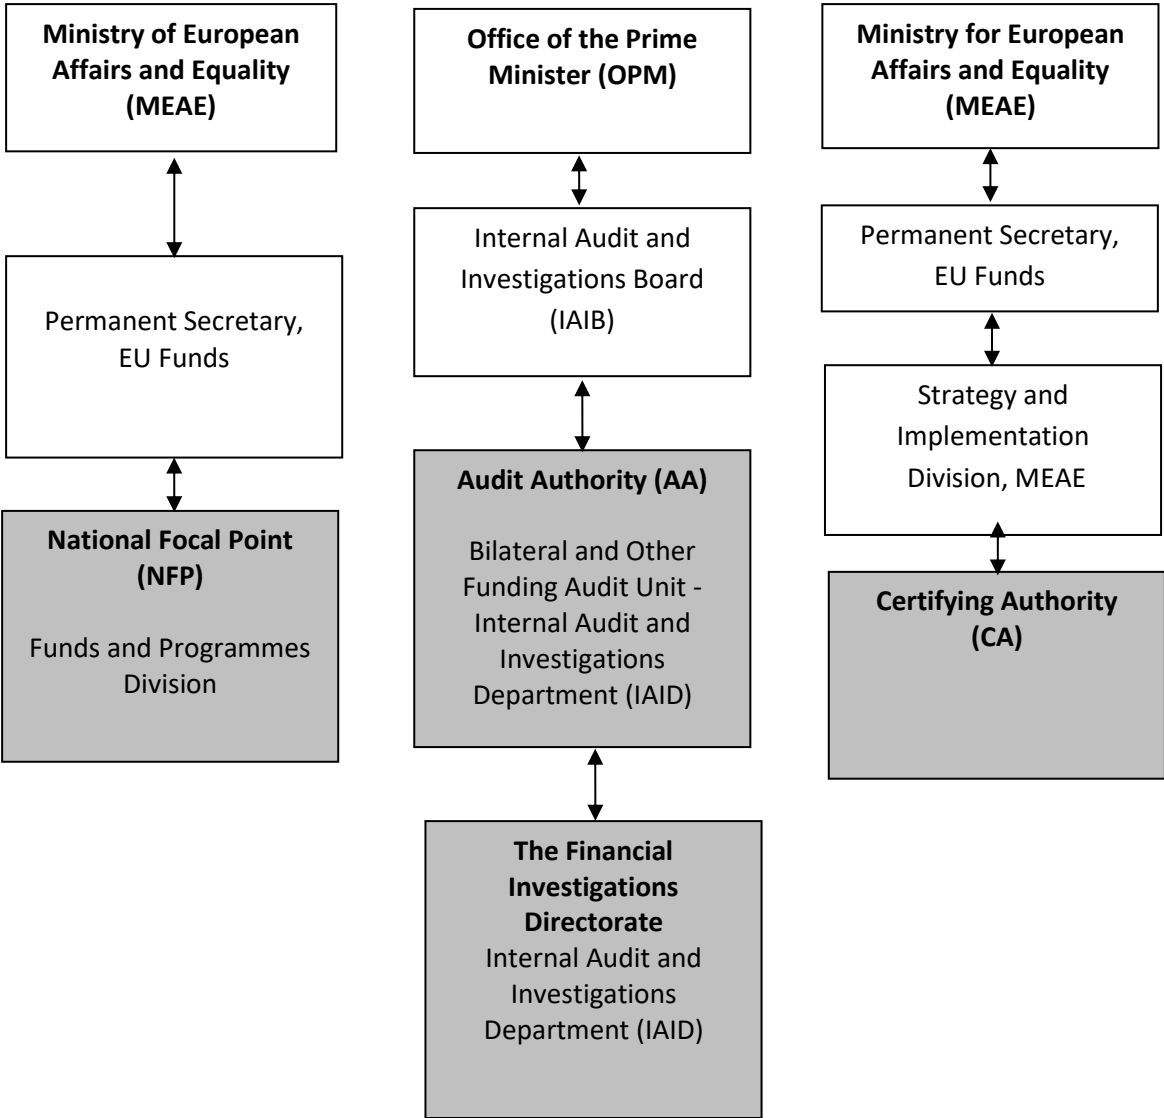 Ministry of European
Affairs and Equality
(MEAE)
Permanent Secretary,
EU Funds
National Focal Point
(NFP)
Funds and Programmes
Division
Office of the Prime
Minister (OPM)
Internal Audit and
Investigations Board
(IAIB)
Audit Authority (AA)
Bilateral and Other
Funding Audit Unit -
Internal Audit and
Investigations
Department (IAID)
The Financial
Investigations
Directorate
Internal Audit and
Investigations
Department (IAID)
Ministry for European
Affairs and Equality
(MEAE)
Permanent Secretary,
EU Funds
Strategy and
Implementation
Division, MEAE
Certifying Authority
(CA)